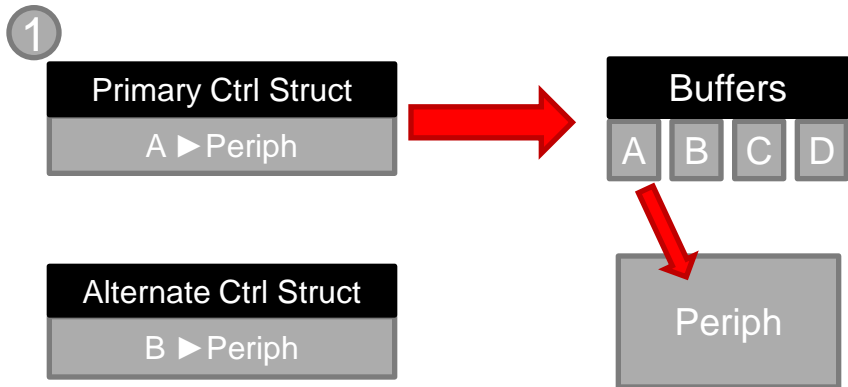 1
Primary Ctrl Struct
A ►Periph
Buffers
A B C D
Alternate Ctrl Struct
B ►Periph
Periph